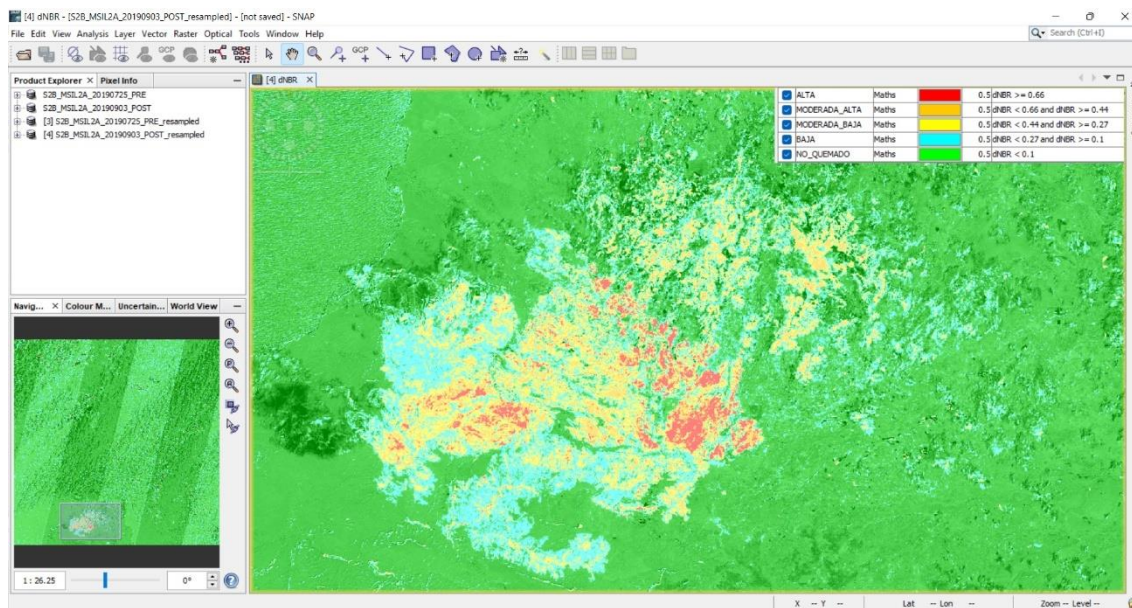 [4] dNBR - [S2B_MSIL2A_20190903_POST_resampled] - [not saved] - SNAP
File Edit View Analysis Layer Vector Raster Optical Tools Window Help
Search (Ctrl+I)
GCP GCP
Product Explorer Pixel Info
[4] dNBR
S2B_MSIL2A_20190725_PRE
S2B_MSIL2A_20190903_POST
[3] S2B_MSIL2A_20190725_PRE_resampled
[4] S2B_MSIL2A_20190903_POST_resampled
ALTA Maths 0.5 dNBR >= 0.66
MODERADA_ALTA Maths 0.5 dNBR < 0.66 and dNBR >= 0.44
MODERADA_BAJA Maths 0.5 dNBR < 0.44 and dNBR >= 0.27
BAJA Maths 0.5 dNBR < 0.27 and dNBR >= 0.1
NO_QUEMADO Maths 0.5 dNBR < 0.1
Navig... Colour M... Uncertain... World View
1 : 26.25 0°
X -- Y -- Lat -- Lon -- Zoom -- Level --